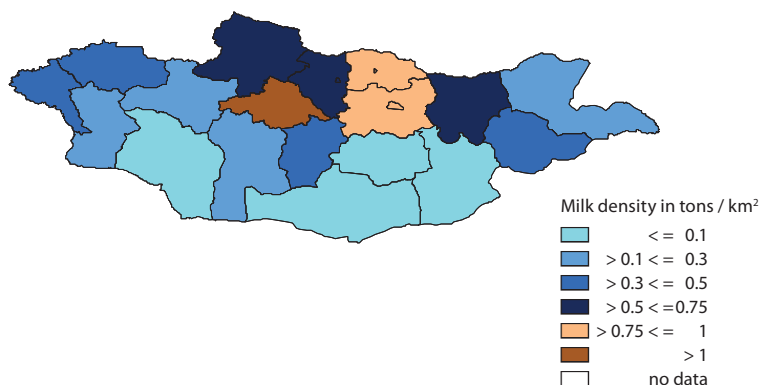 Milk density in tons / km²
<= 0.1
> 0.1 <= 0.3
> 0.3 <= 0.5
> 0.5 <=0.75
> 0.75 <= 1
> 1
no data